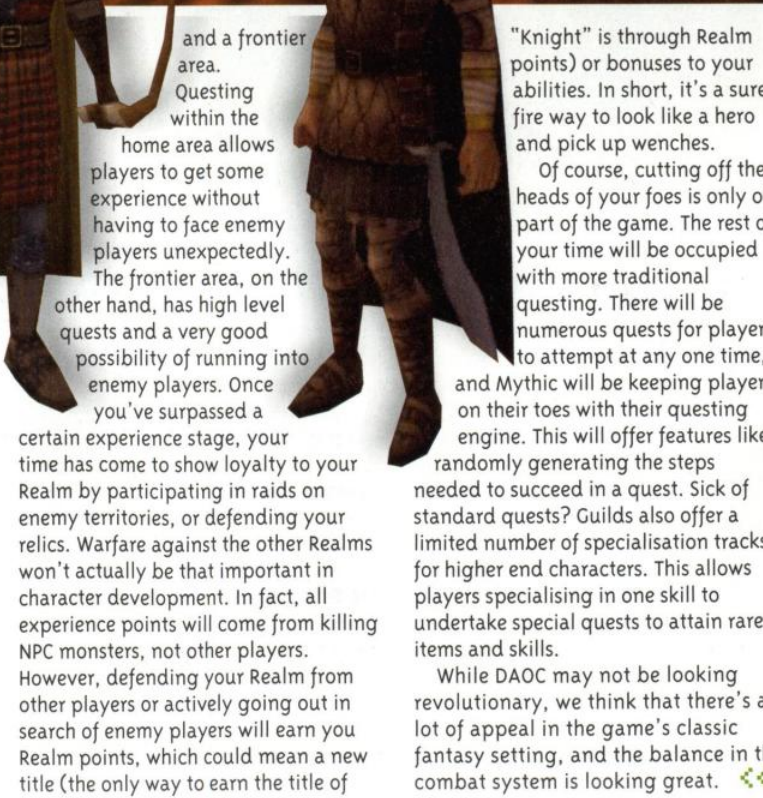 and a frontier
area.
Questing
within the
home area allows
players to get some
experience without
having to face enemy
players unexpectedly.
The frontier area, on the
other hand, has high level
quests and a very good
possibility of running into
enemy players. Once
you've surpassed a
certain experience stage, your
time has come to show loyalty to your
Realm by participating in raids on
enemy territories, or defending your
relics. Warfare against the other Realms
won't actually be that important in
character development. In fact, all
experience points will come from killing
NPC monsters, not other players.
However, defending your Realm from
other players or actively going out in
search of enemy players will earn you
Realm points, which could mean a new
title (the only way to earn the title of
"Knight" is through Realm
points) or bonuses to your
abilities. In short, it's a sure
fire way to look like a hero
and pick up wenches.
Of course, cutting off the
heads of your foes is only
part of the game. The rest
your time will be occupied
with more traditional
questing. There will be
numerous quests for player
to attempt at any one time,
and Mythic will be keeping player
on their toes with their questing
engine. This will offer features like
randomly generating the steps
needed to succeed in a quest. Sick of
standard quests? Guilds also offer a
limited number of specialisation tracks
for higher end characters. This allows
players specialising in one skill to
undertake special quests to attain rare
items and skills.
While DAOC may not be looking
revolutionary, we think that there's a
lot of appeal in the game's classic
fantasy setting, and the balance in
combat system is looking great.